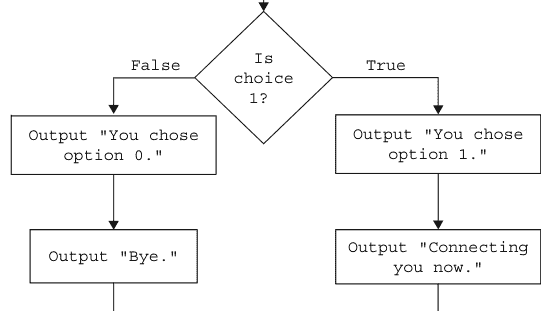 Is
choice
1?
False
True
Output "You chose
option 0."
Output "You chose
option 1."
Output "Bye."
Output "Connecting
you now."